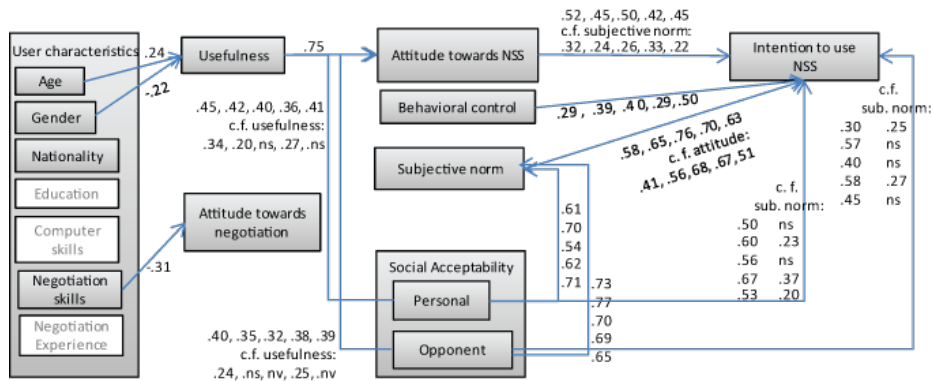 User characteristics
Age
Gender
Nationality
Education
Computer
skills
Negotiation
skills
Negotiation
Experience
.24
-.22
-.31
Usefulness
.75
.45, .42, .40, .36, .41
c.f. usefulness:
.34, .20, ns, .27, .ns
Attitude towards
negotiation
.40, .35, .32, .38, .39
c.f. usefulness:
.24, .ns, nv, .25, .nv
Attitude towards NSS
Behavioral control
Subjective norm
Social Acceptability
Personal
Opponent
.52, .45, .50, .42, .45
c.f. subjective norm:
.32, .24, .26, .33, .22
.29 , .39, .40, .29, .50
.58, .65, .76, .70, .63
c. f. attitude:
.41, .56, 68, .67, 51
.61
.70
.54
.62
.71
.73
.77
.70
.69
.65
Intention to use
NSS
c. f.
sub. norm:
.50 ns
.60 .23
.56 ns
.67 .37
.53 .20
c.f.
sub. norm:
.30 .25
.57 ns
.40 ns
.58 .27
.45 ns